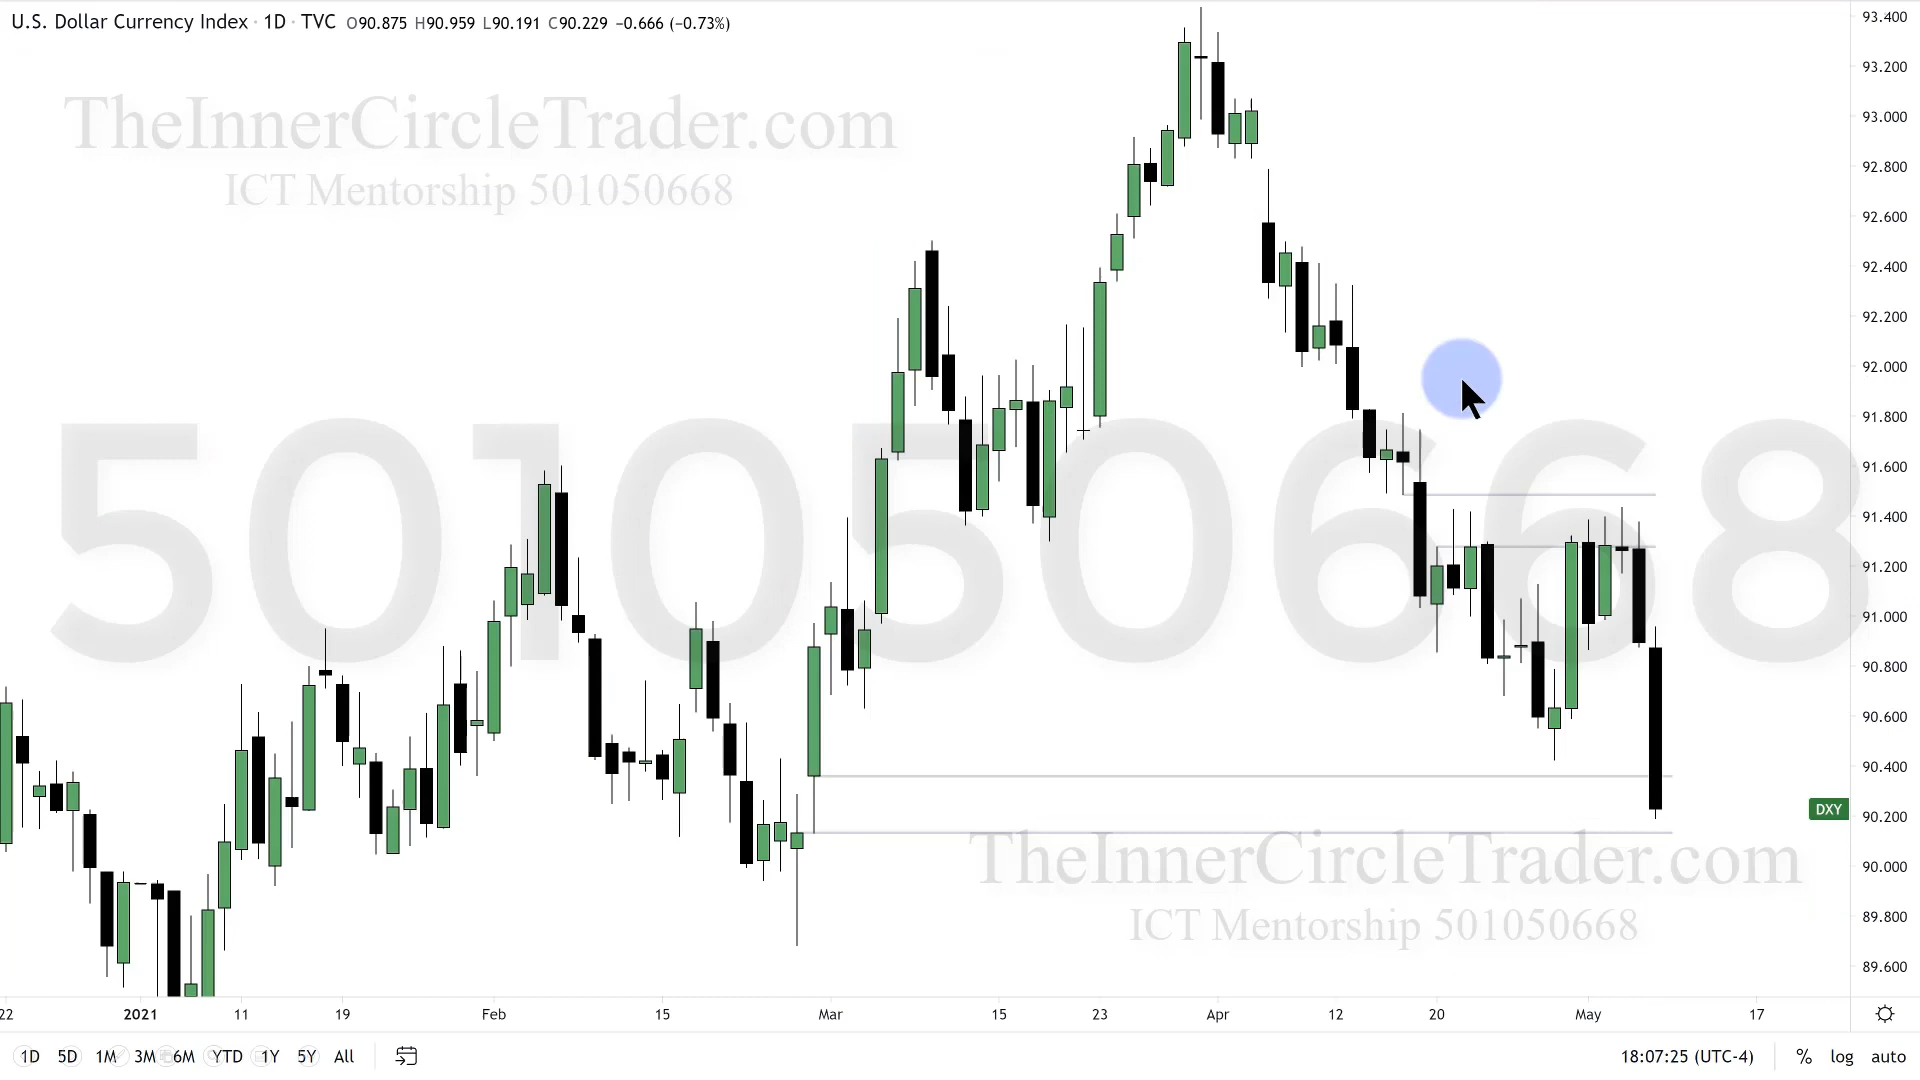 U.S. Dollar Currency Index · 1D · TVC O90.875 H90.959 L90.191 C90.229 −0.666 (−0.73%)
TheInnerCircleTrader.com
ICT Mentorship 501050668
501050668
TheInnerCircleTrader.com
ICT Mentorship 501050668
93.400
93.200
93.000
92.800
92.600
92.400
92.200
92.000
91.800
91.600
91.400
91.200
91.000
90.800
90.600
90.400
DXY
90.200
90.000
89.800
89.600
22 2021 11 19 Feb 15 Mar 15 23 Apr 12 20 May 17
1D 5D 1M 3M 6M YTD 1Y 5Y All 18:07:25 (UTC-4) % log auto